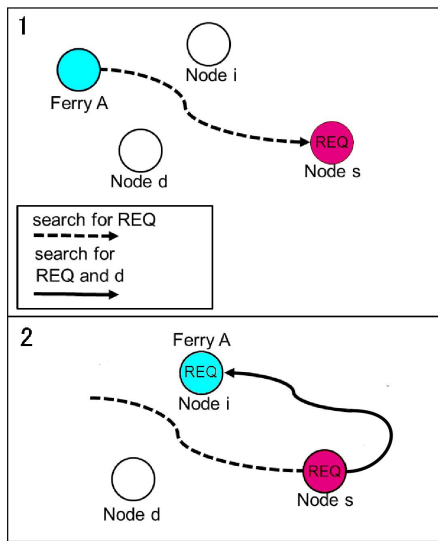 1
Node i
Ferry A
REQ
Node s
Node d
search for REQ
search for
REQ and d
2
Ferry A
REQ
Node i
REQ
Node s
Node d